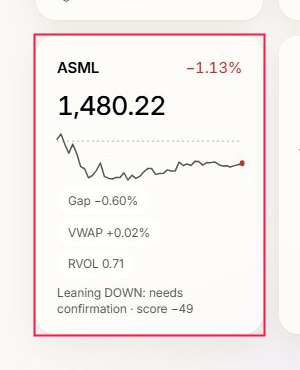 ASML −1.13%
1,480.22
Gap −0.60%
VWAP +0.02%
RVOL 0.71
Leaning DOWN: needs
confirmation · score −49